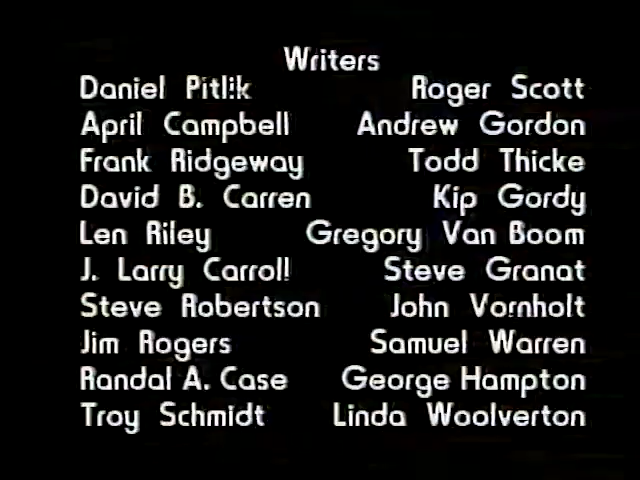 Writers
Daniel Pitlik Roger Scott
April Campbell Andrew Gordon
Frank Ridgeway Todd Thicke
David B. Carren Kip Gordy
Len Riley Gregory Van Boom
J. Larry Carroll Steve Granat
Steve Robertson John Vornholt
Jim Rogers Samuel Warren
Randal A. Case George Hampton
Troy Schmidt Linda Woolverton